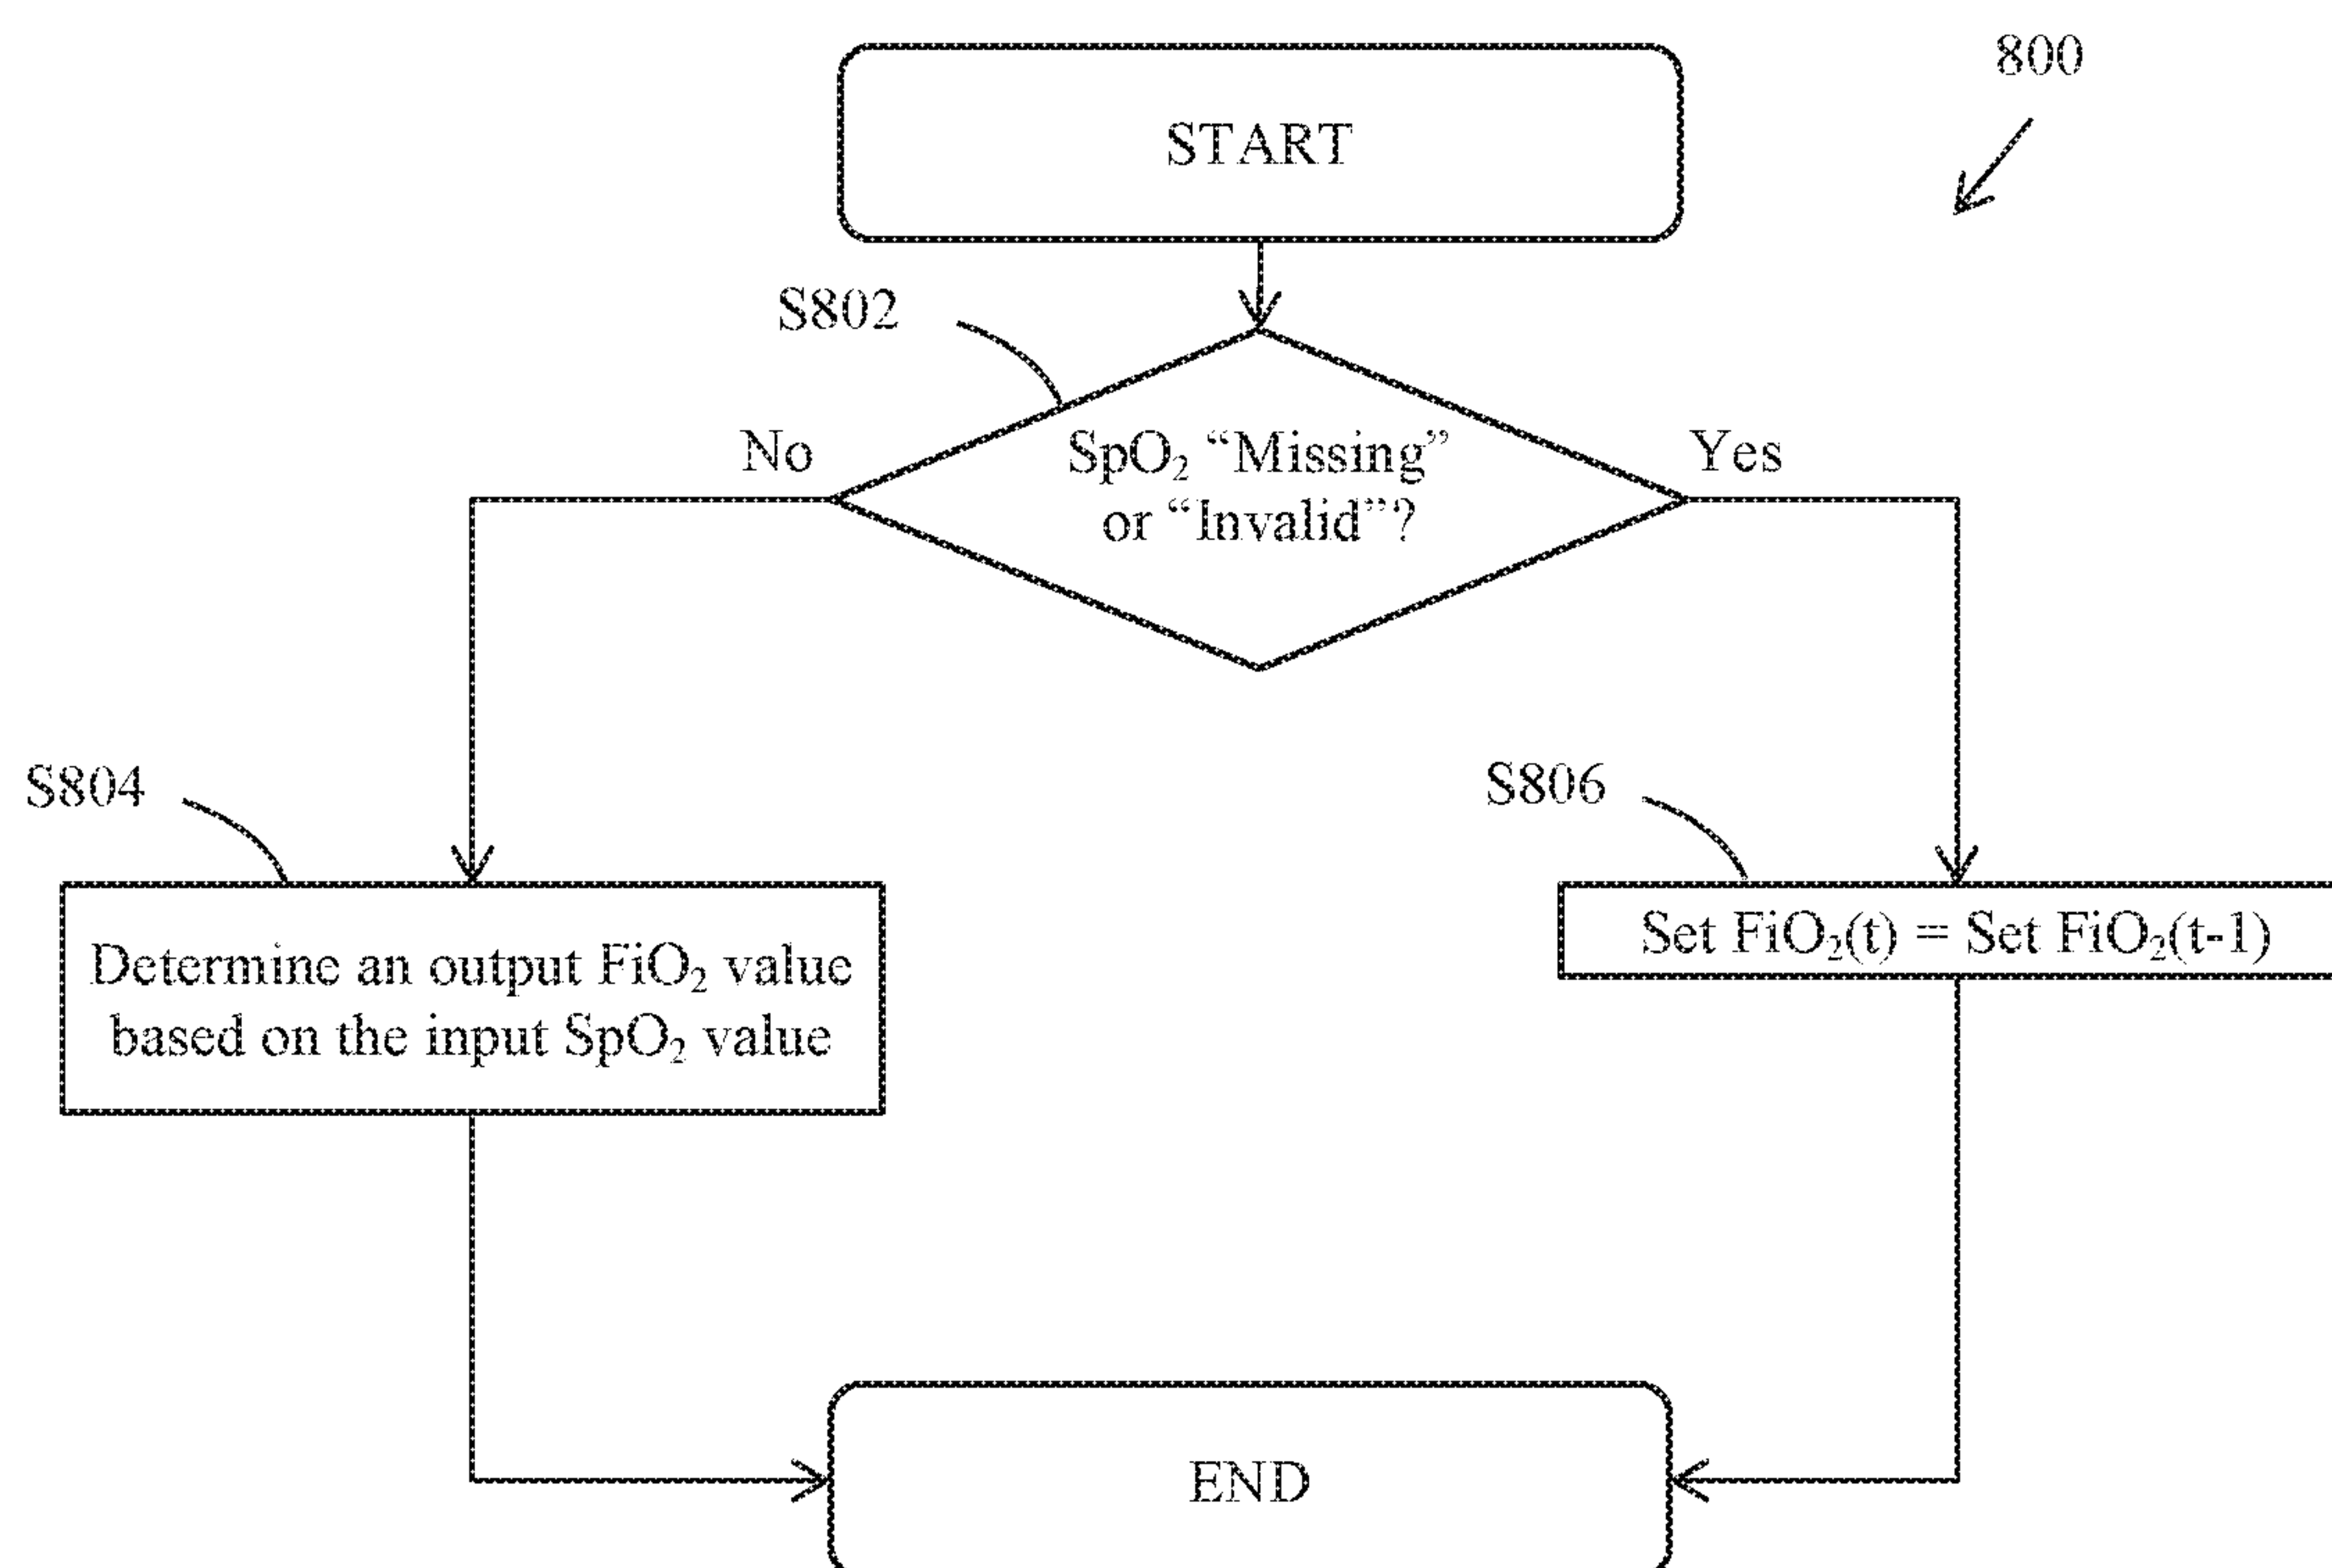 800
START
S802
No
SpO₂ “Missing”
or “Invalid”?
Yes
S804
S806
Determine an output FiO₂ value
based on the input SpO₂ value
Set FiO₂(t) = Set FiO₂(t-1)
END